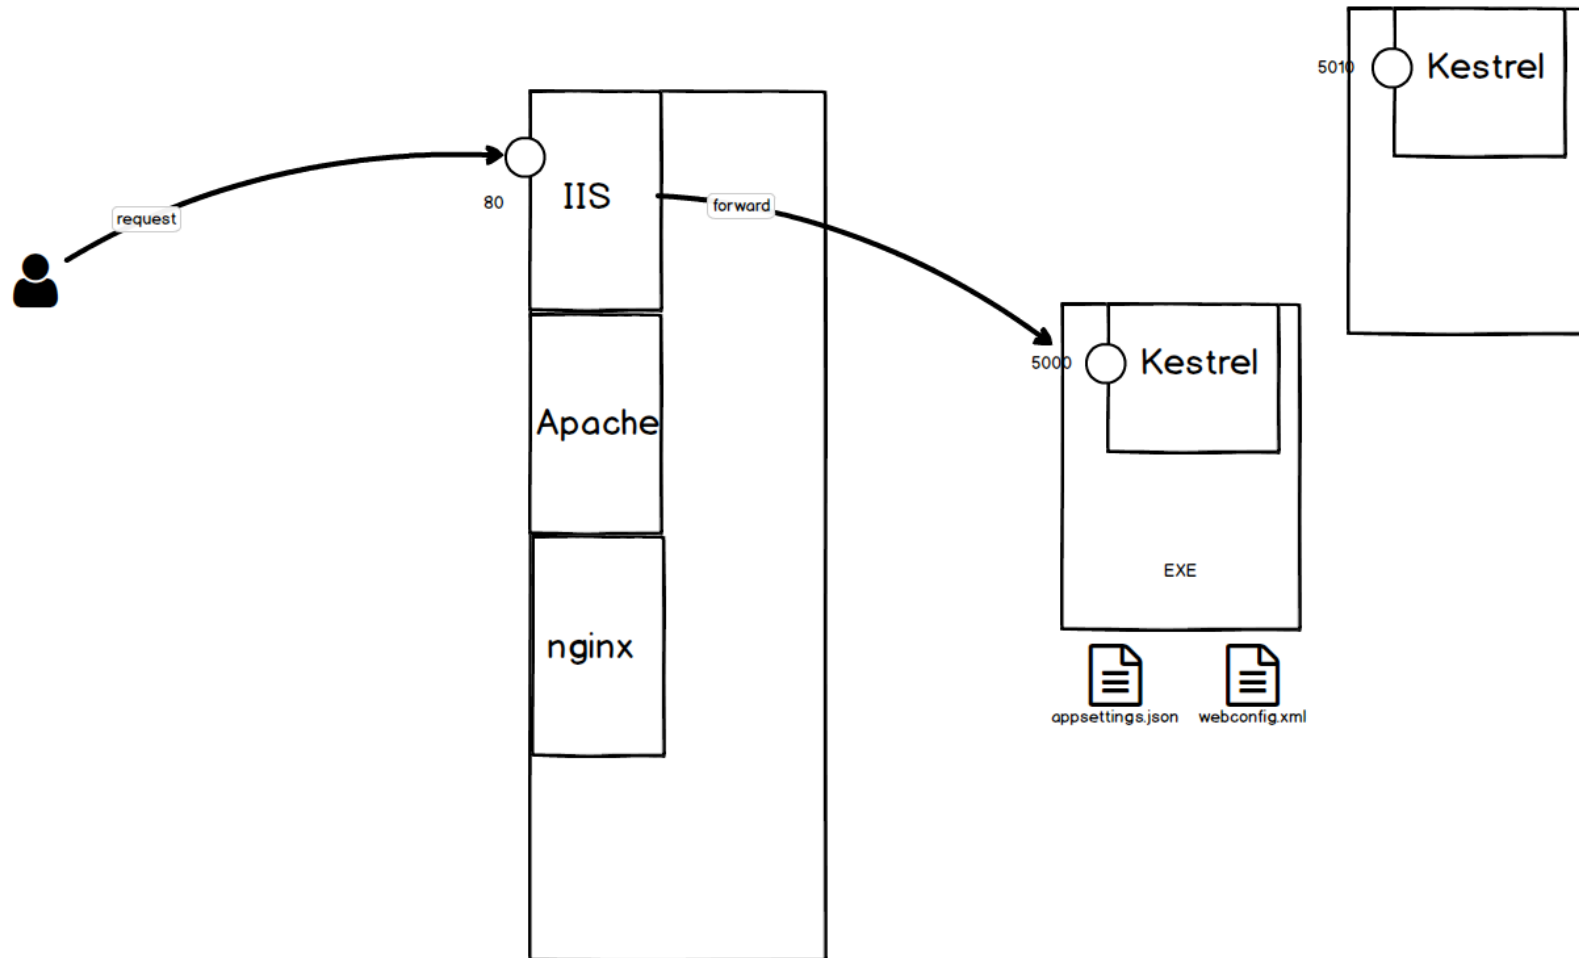 5010
Kestrel
request
80
IIS
forward
5000
Kestrel
Apache
EXE
nginx
appsettings.json
webconfig.xml